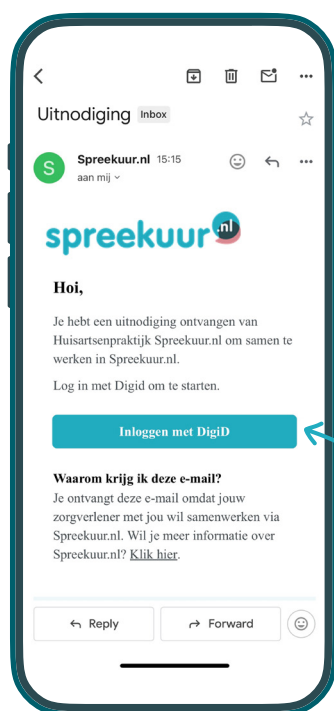 Uitnodiging Inbox
S
Spreekuur.nl 15:15
aan mij
spreekuur.nl
Hoi,
Je hebt een uitnodiging ontvangen van
Huisartsenpraktijk Spreekuur.nl om samen te
werken in Spreekuur.nl.
Log in met Digid om te starten.
Inloggen met DigiD
Waarom krijg ik deze e-mail?
Je ontvangt deze e-mail omdat jouw
zorgverlener met jou wil samenwerken via
Spreekuur.nl. Wil je meer informatie over
Spreekuur.nl? Klik hier.
Reply
Forward